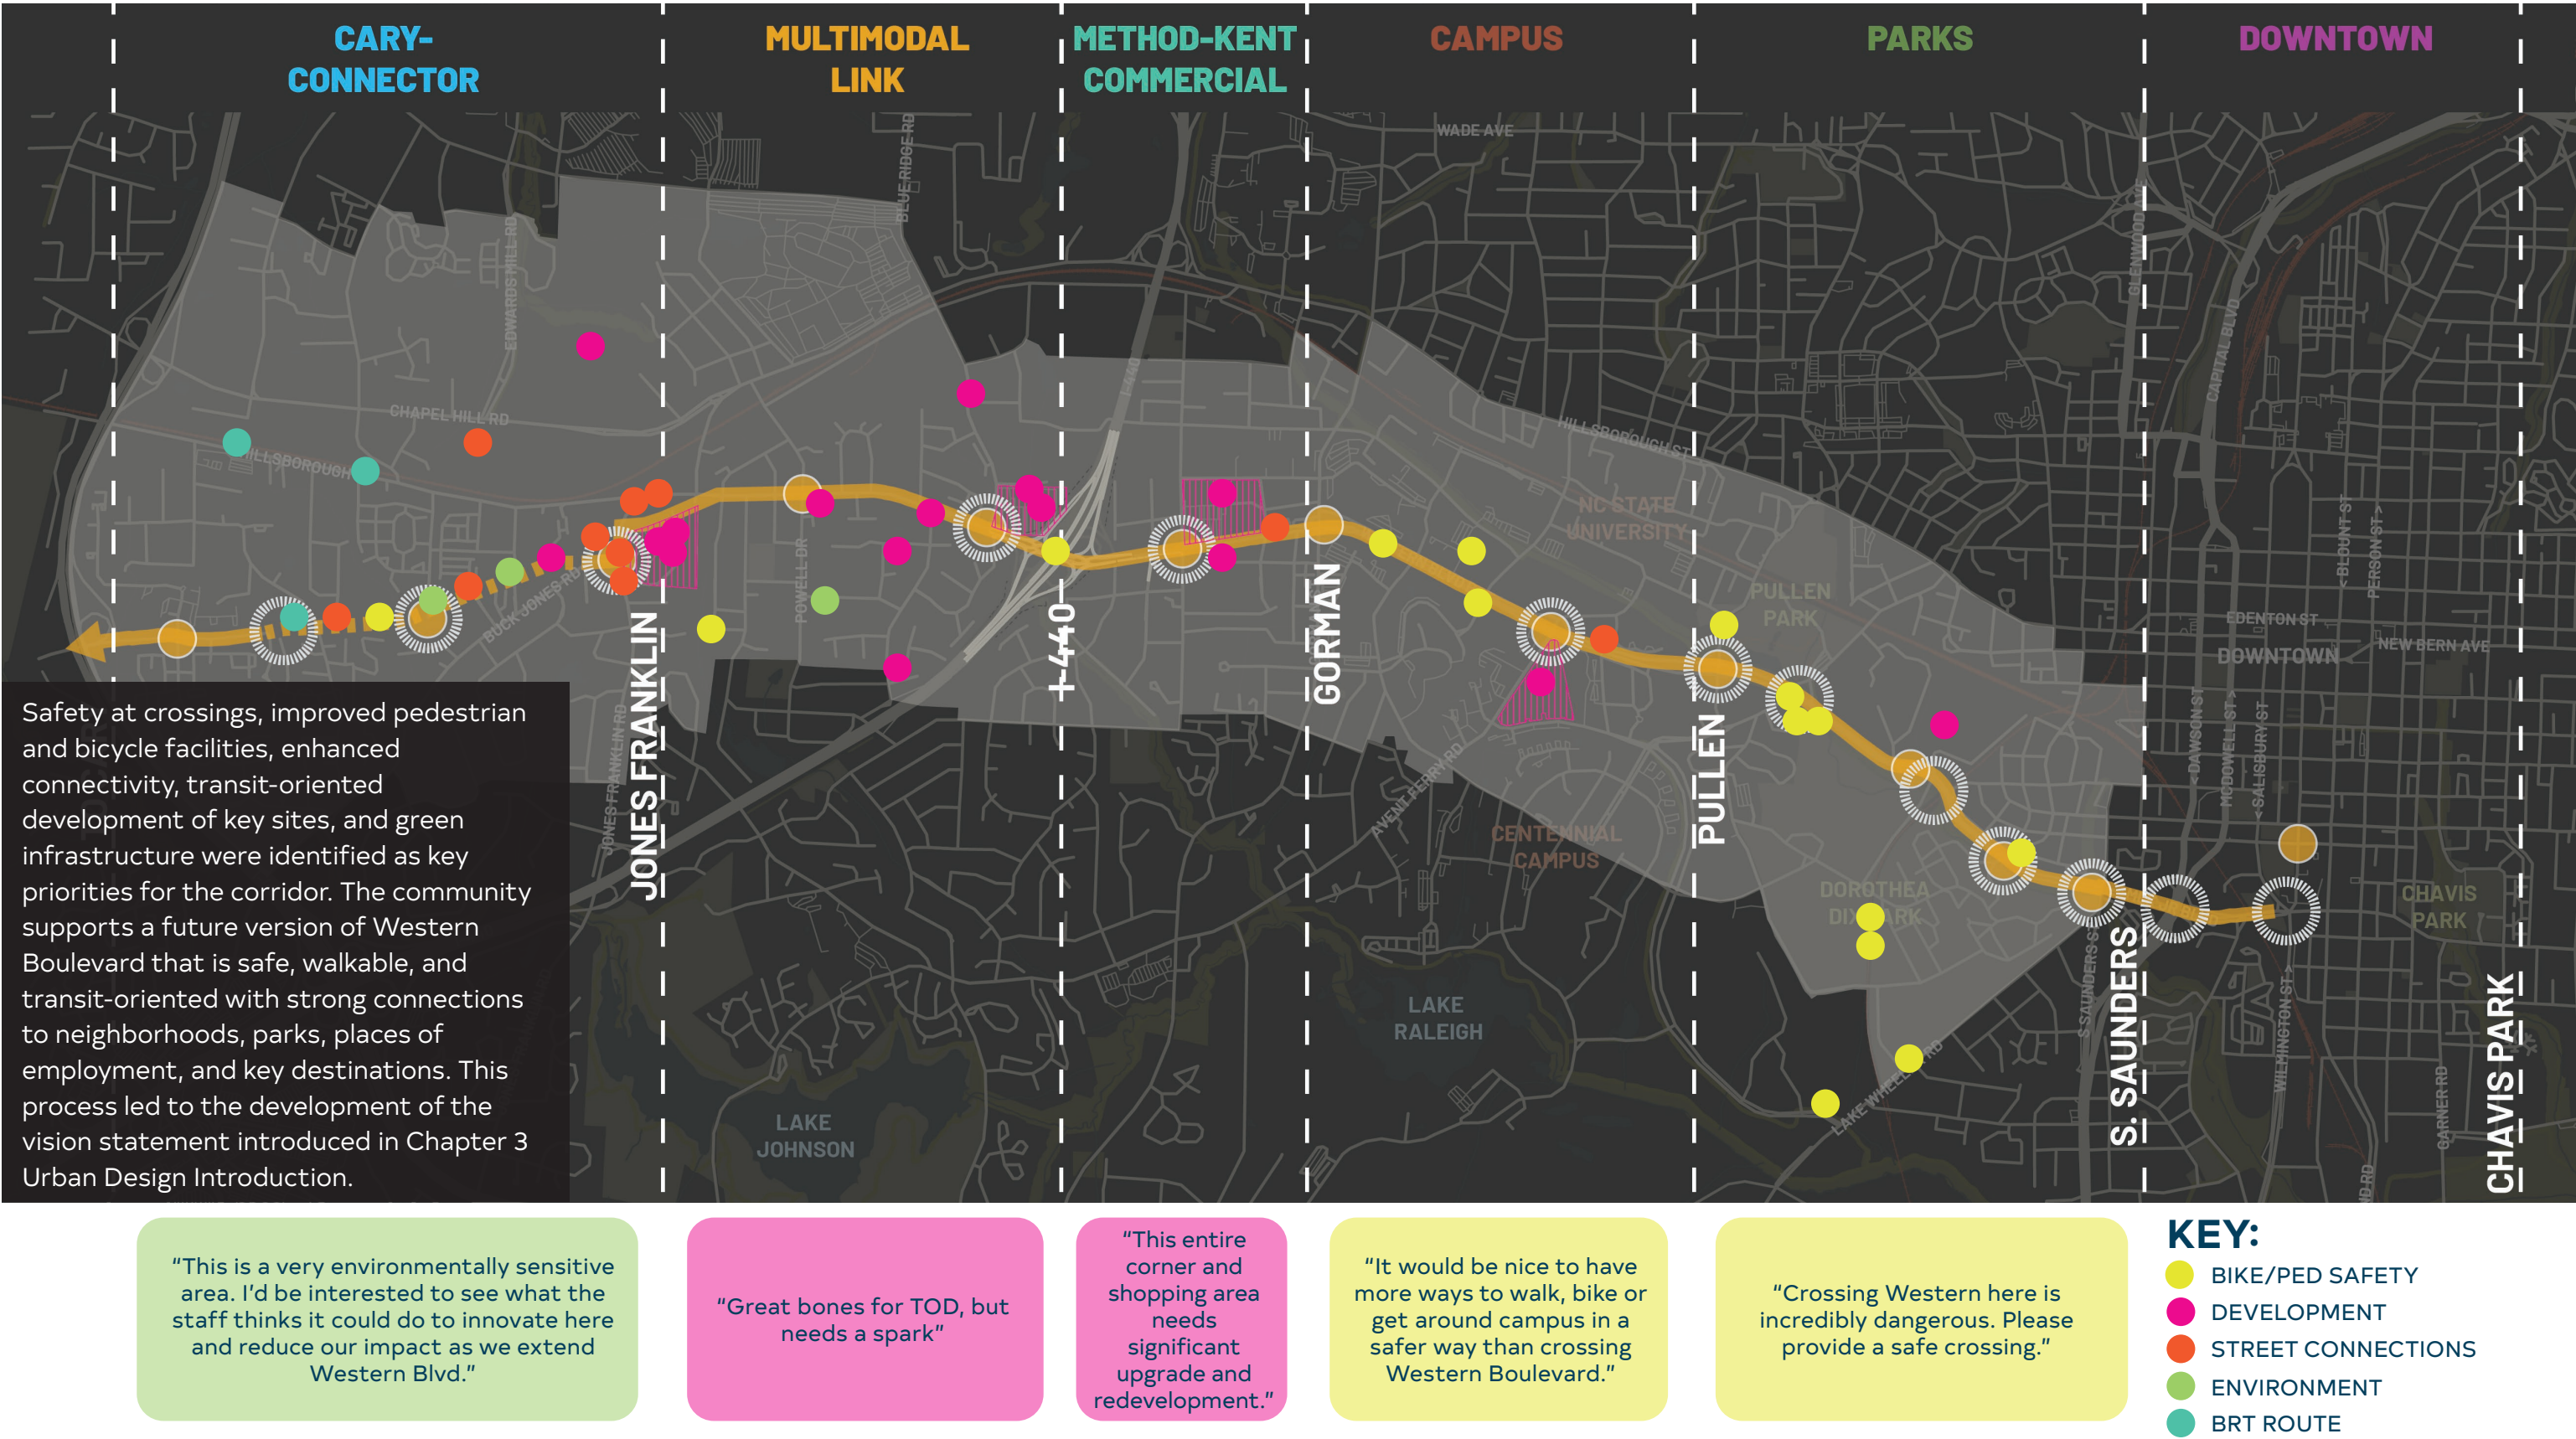 CARY-
CONNECTOR
MULTIMODAL
LINK
METHOD-KENT
COMMERCIAL
CAMPUS
PARKS
DOWNTOWN
WADE AVE
BLUE RIDGE RD
EDWARDS MILL RD
GLENWOOD AVE
CAPITAL BLVD
I-440
CHAPEL HILL RD
HILLSBOROUGH
HILLSBOROUGH ST
NC STATE
UNIVERSITY
PULLEN
PARK
< BLOUNT ST
PERSON ST >
POWELL DR
BUCK JONES RD
EDENTON ST
NEW BERN AVE
DOWNTOWN
< DAWSON ST
MCDOWELL ST >
< SALISBURY ST
JONES FRANKLIN
I-440
GORMAN
PULLEN
S. SAUNDERS
CHAVIS PARK
JONES FRANKLIN RD
AVENT FERRY RD
CENTENNIAL
CAMPUS
DOROTHEA
DIX PARK
CHAVIS
PARK
S SAUNDERS ST
WILMINGTON ST >
GARNER RD
LAKE WHEELER RD
LAKE
RALEIGH
LAKE
JOHNSON
Safety at crossings, improved pedestrian
and bicycle facilities, enhanced
connectivity, transit-oriented
development of key sites, and green
infrastructure were identified as key
priorities for the corridor. The community
supports a future version of Western
Boulevard that is safe, walkable, and
transit-oriented with strong connections
to neighborhoods, parks, places of
employment, and key destinations. This
process led to the development of the
vision statement introduced in Chapter 3
Urban Design Introduction.
“This is a very environmentally sensitive
area. I’d be interested to see what the
staff thinks it could do to innovate here
and reduce our impact as we extend
Western Blvd.”
“Great bones for TOD, but
needs a spark”
“This entire
corner and
shopping area
needs
significant
upgrade and
redevelopment.”
“It would be nice to have
more ways to walk, bike or
get around campus in a
safer way than crossing
Western Boulevard.”
“Crossing Western here is
incredibly dangerous. Please
provide a safe crossing.”
KEY:
BIKE/PED SAFETY
DEVELOPMENT
STREET CONNECTIONS
ENVIRONMENT
BRT ROUTE